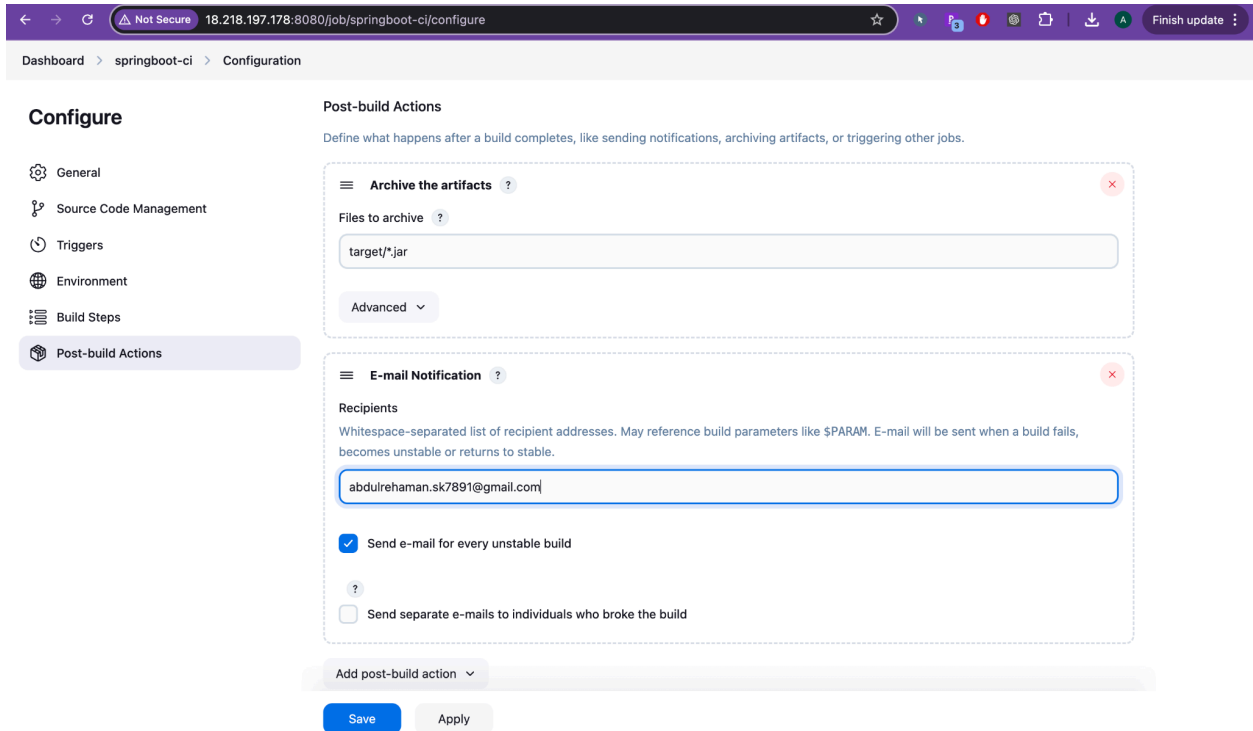 Not Secure 18.218.197.178:8080/job/springboot-ci/configure 3 A Finish update
Dashboard > springboot-ci > Configuration
Configure
General
Source Code Management
Triggers
Environment
Build Steps
Post-build Actions
Post-build Actions
Define what happens after a build completes, like sending notifications, archiving artifacts, or triggering other jobs.
Archive the artifacts ?
Files to archive ?
target/*.jar
Advanced
E-mail Notification ?
Recipients
Whitespace-separated list of recipient addresses. May reference build parameters like $PARAM. E-mail will be sent when a build fails,
becomes unstable or returns to stable.
abdulrehaman.sk7891@gmail.com
Send e-mail for every unstable build
?
Send separate e-mails to individuals who broke the build
Add post-build action
Save Apply